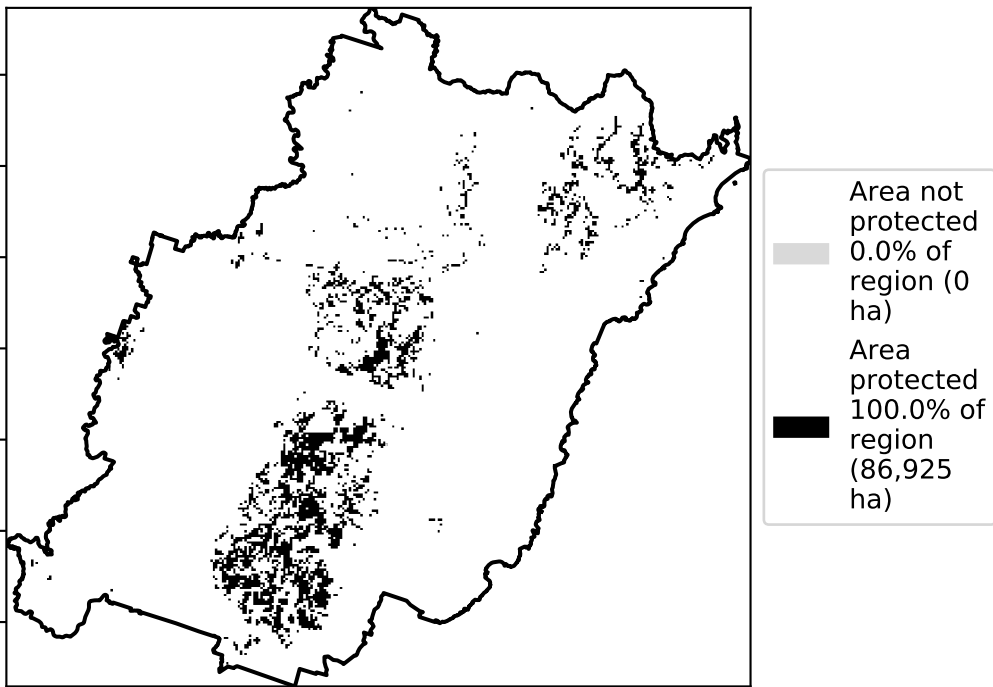 Area not
protected
0.0% of
region (0
ha)
Area
protected
100.0% of
region
(86,925
ha)